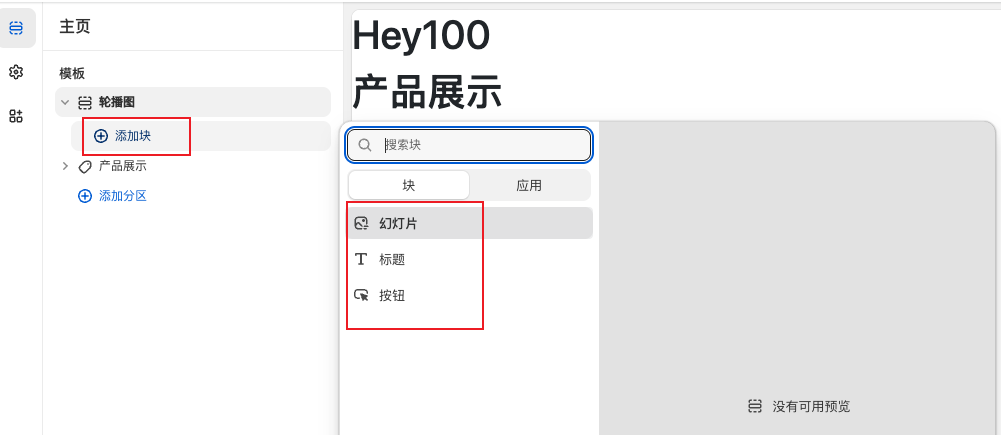 主页
模板
轮播图
添加块
产品展示
添加分区
Hey100
产品展示
搜索块
块
应用
幻灯片
标题
按钮
没有可用预览